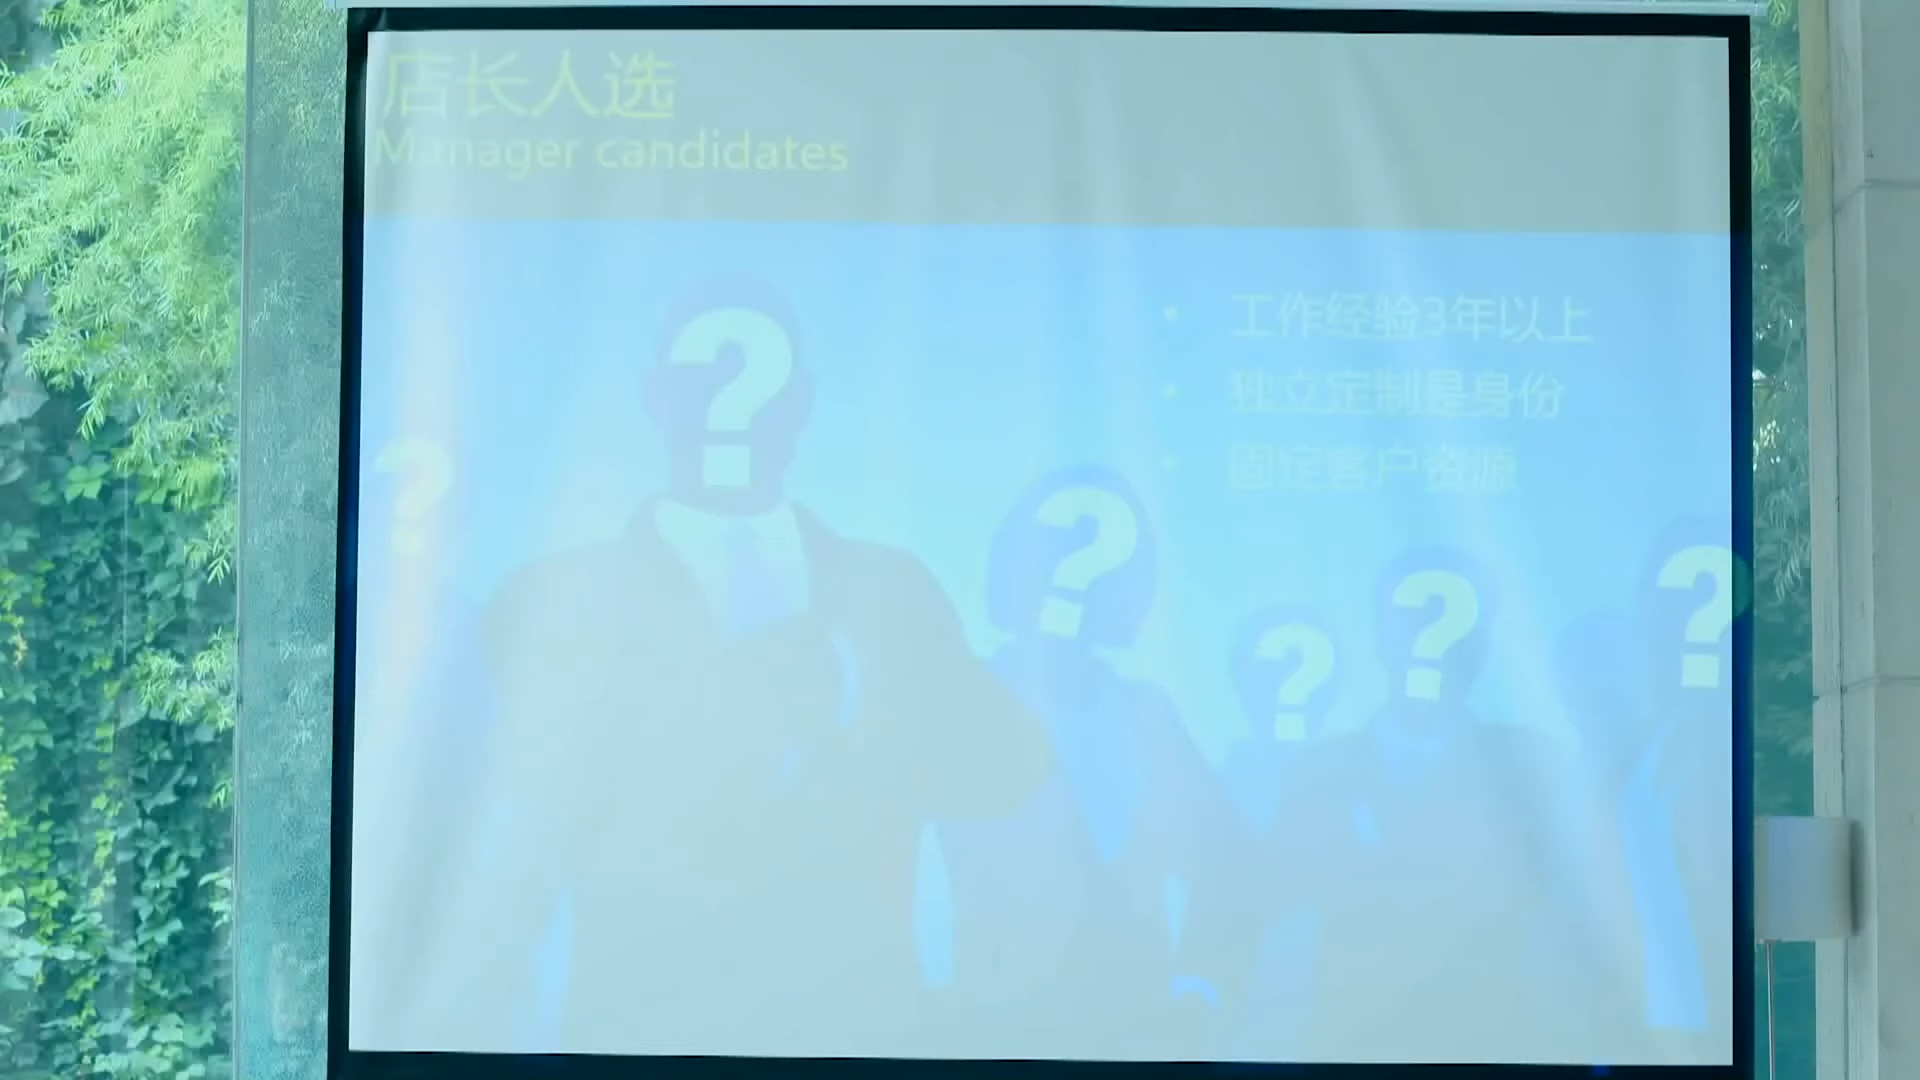 店长人选
Manager candidates
• 工作经验3年以上
• 独立定制是身份
• 固定客户资源